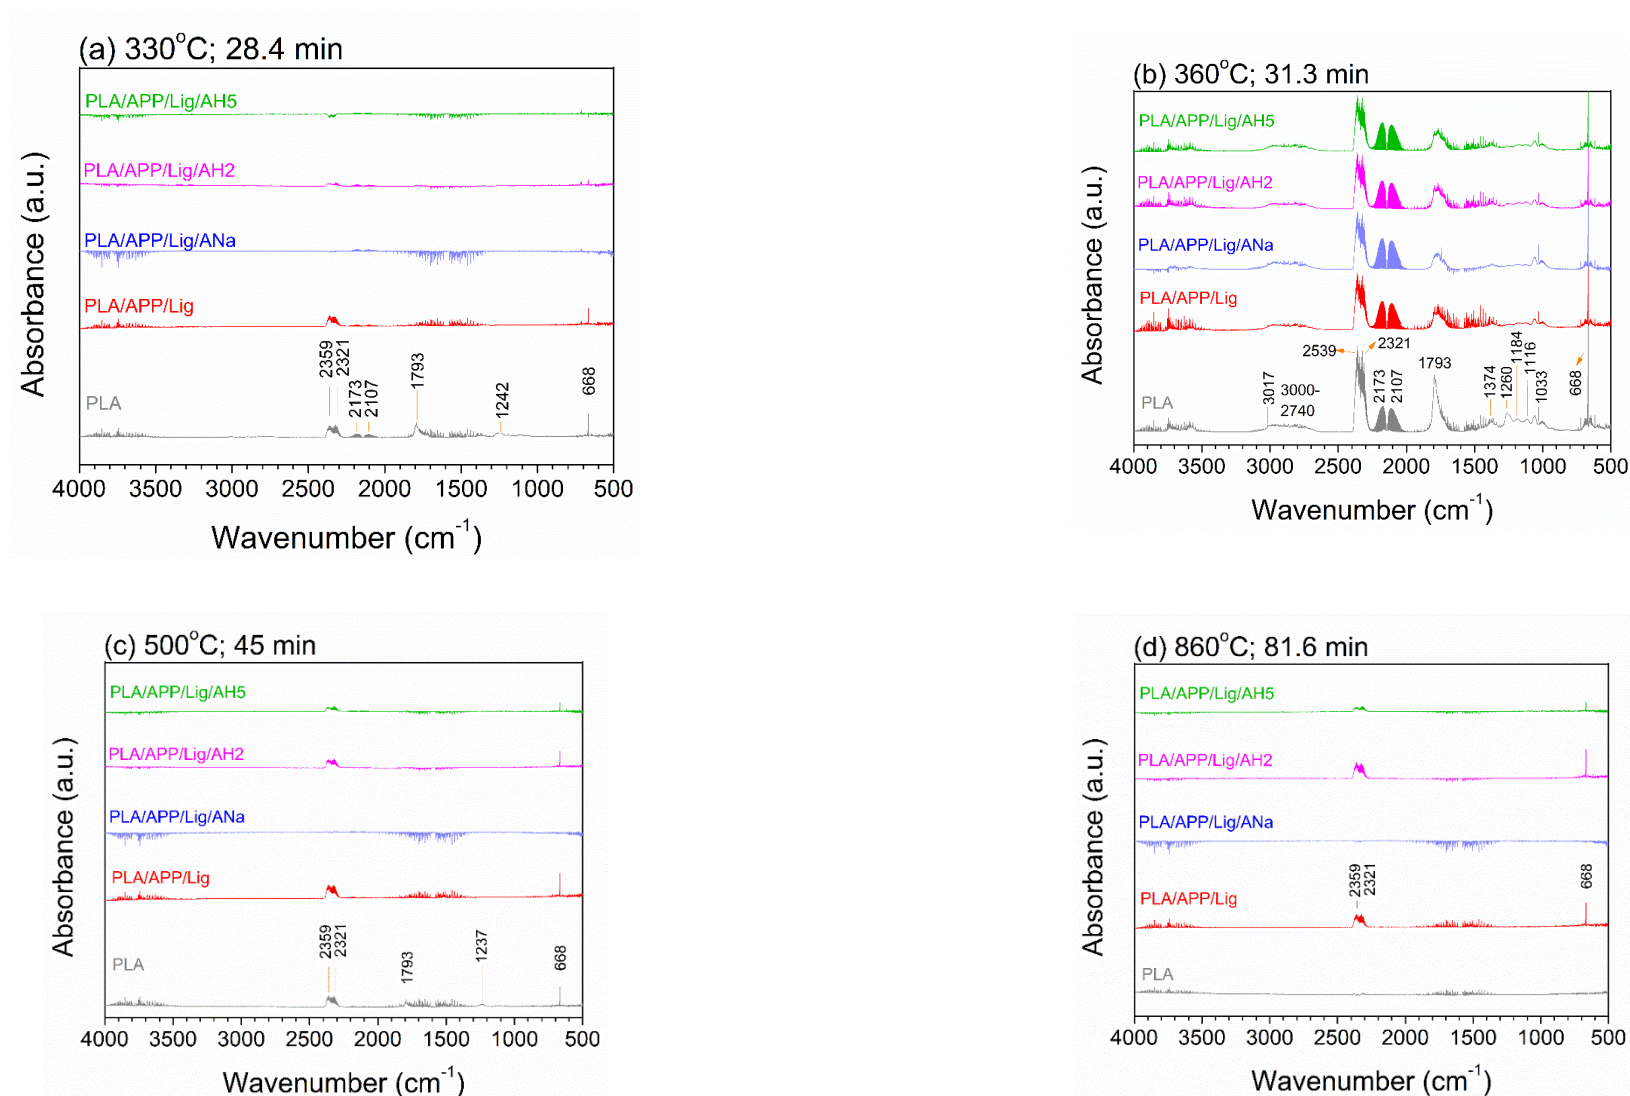 (a) 330°C; 28.4 min
PLA/APP/Lig/AH5
PLA/APP/Lig/AH2
PLA/APP/Lig/ANa
PLA/APP/Lig
PLA
2359
2321
2173
2107
1793
1242
668
4000 3500 3000 2500 2000 1500 1000 500
Wavenumber (cm⁻¹)
Absorbance (a.u.)
(b) 360°C; 31.3 min
PLA/APP/Lig/AH5
PLA/APP/Lig/AH2
PLA/APP/Lig/ANa
PLA/APP/Lig
PLA
3017
3000-
2740
2539
2321
2173
2107
1793
1374
1260
1184
1116
1033
668
4000 3500 3000 2500 2000 1500 1000 500
Wavenumber (cm⁻¹)
Absorbance (a.u.)
(c) 500°C; 45 min
PLA/APP/Lig/AH5
PLA/APP/Lig/AH2
PLA/APP/Lig/ANa
PLA/APP/Lig
PLA
2359
2321
1793
1237
668
4000 3500 3000 2500 2000 1500 1000 500
Wavenumber (cm⁻¹)
Absorbance (a.u.)
(d) 860°C; 81.6 min
PLA/APP/Lig/AH5
PLA/APP/Lig/AH2
PLA/APP/Lig/ANa
PLA/APP/Lig
PLA
2359
2321
668
4000 3500 3000 2500 2000 1500 1000 500
Wavenumber (cm⁻¹)
Absorbance (a.u.)